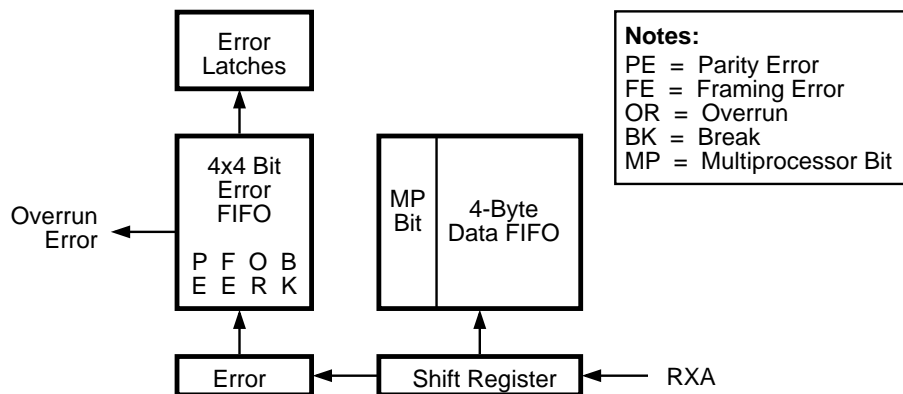 Error
Latches
Notes:
PE = Parity Error
FE = Framing Error
OR = Overrun
BK = Break
MP = Multiprocessor Bit
4x4 Bit
Error
FIFO
P F O B
E E R K
MP
Bit
4-Byte
Data FIFO
Overrun
Error
Error
Shift Register
RXA